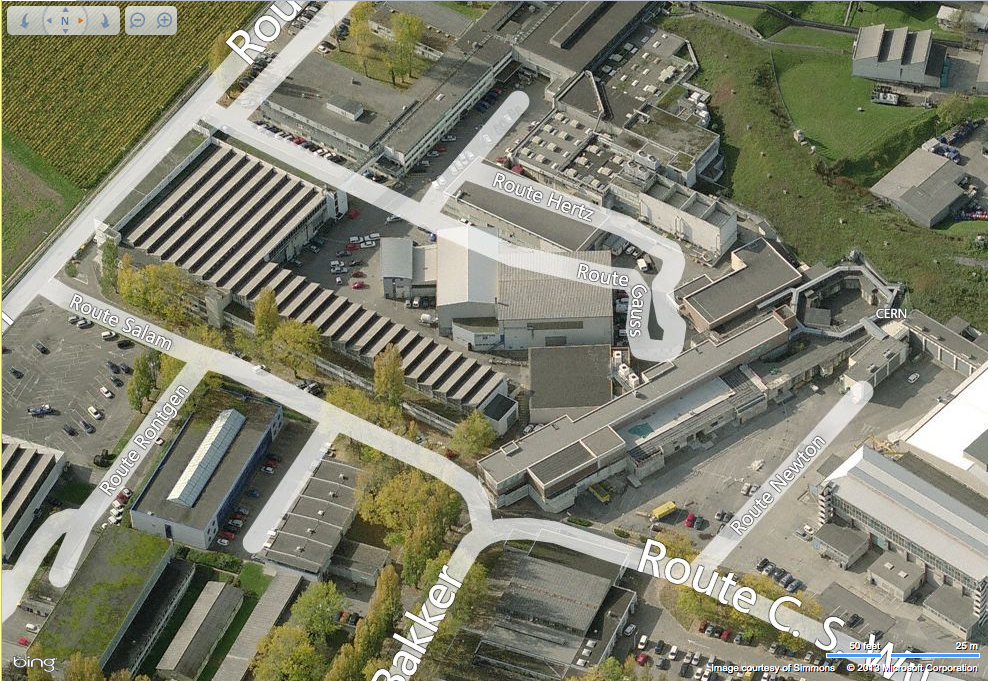 N
Rou
Route Hertz
Route Gauss
CERN
Route Salam
Route Rontgen
Route Newton
Route C. S. W
Bakker
50 feet 25 m
bing
Image courtesy of Simmons © 2013 Microsoft Corporation